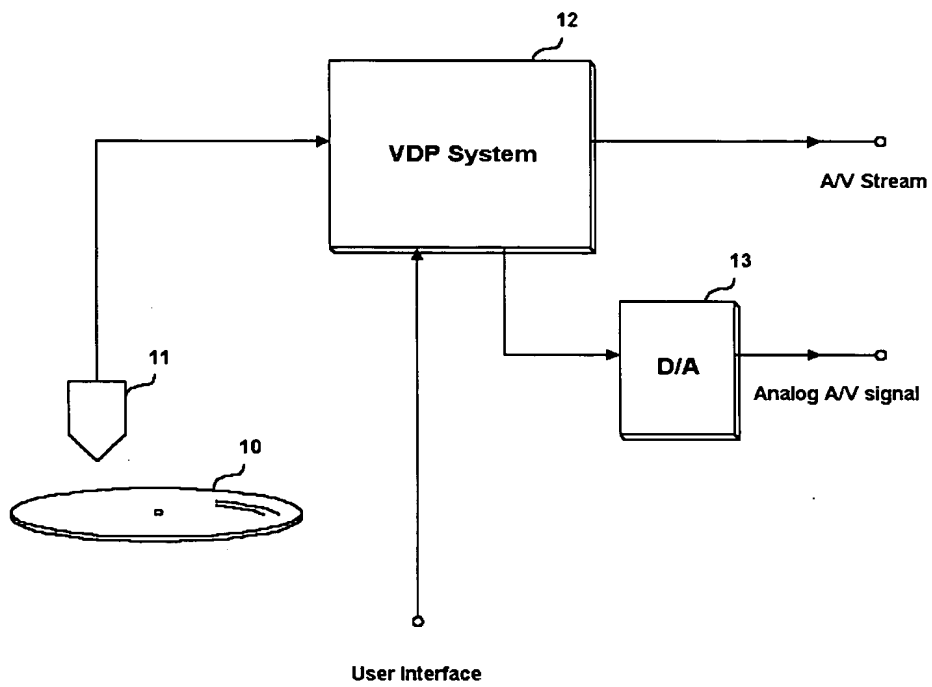 12
VDP System
A/V Stream
13
D/A
11
Analog A/V signal
10
User Interface